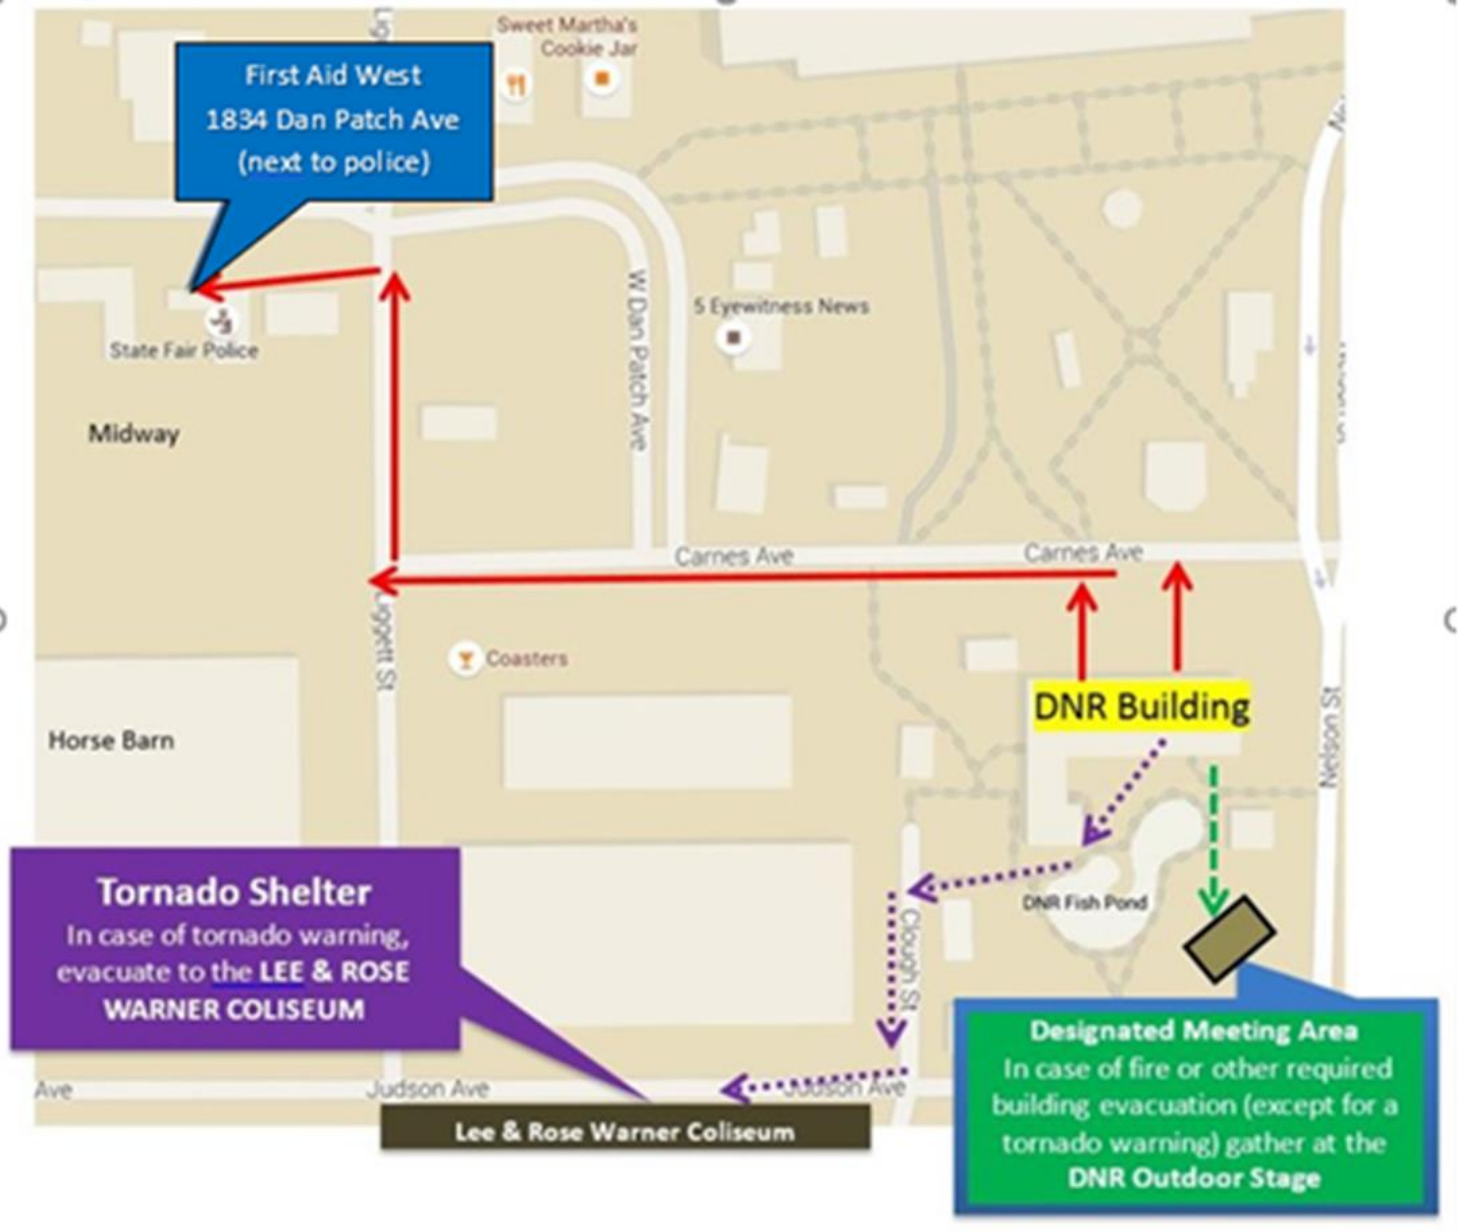 Lig
Sweet Martha's
Cookie Jar
First Aid West
1834 Dan Patch Ave
(next to police)
W Dan Patch Ave
5 Eyewitness News
State Fair Police
Midway
Carnes Ave
Carnes Ave
Liggett St
Coasters
DNR Building
Horse Barn
Nelson St
Tornado Shelter
In case of tornado warning,
evacuate to the LEE & ROSE
WARNER COLISEUM
DNR Fish Pond
Clough St
Ave
Judson Ave
Judson Ave
Lee & Rose Warner Coliseum
Designated Meeting Area
In case of fire or other required
building evacuation (except for a
tornado warning) gather at the
DNR Outdoor Stage